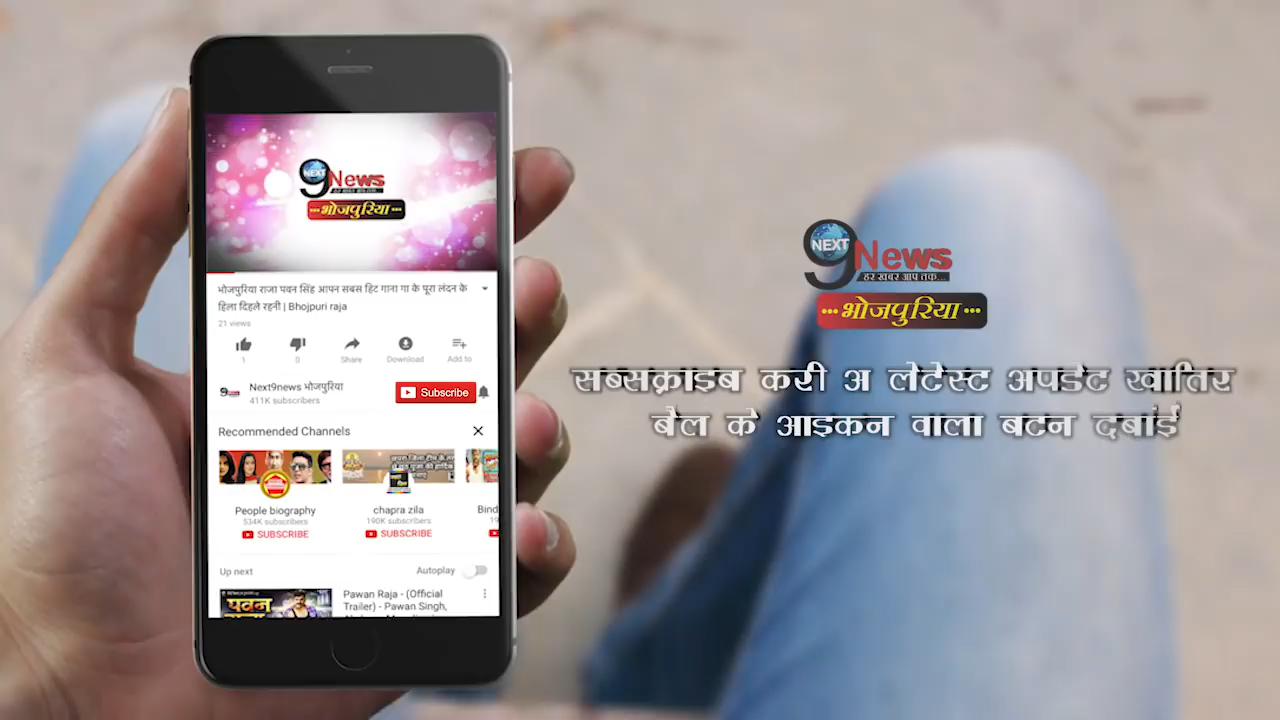 9 NEXT News
हर खबर आप तक...
··· भोजपुरिया ···
भोजपुरिया राजा पवन सिंह आपन सबस हिट गाना गा के पूरा लंदन के
हिला दिहले रहनी | Bhojpuri raja
21 views
1
0
Share
Download
Add to
Next9news भोजपुरिया
411K subscribers
Subscribe
Recommended Channels
People biography
534K subscribers
SUBSCRIBE
chapra zila
190K subscribers
SUBSCRIBE
Bind
Up next
Autoplay
पवन
Pawan Raja - (Official
Trailer) - Pawan Singh,
9 NEXT News
हर खबर आप तक...
··· भोजपुरिया ···
सब्सक्राइब करी अ लेटेस्ट अपडेट खातिर
बैल के आइकन वाला बटन दबाई